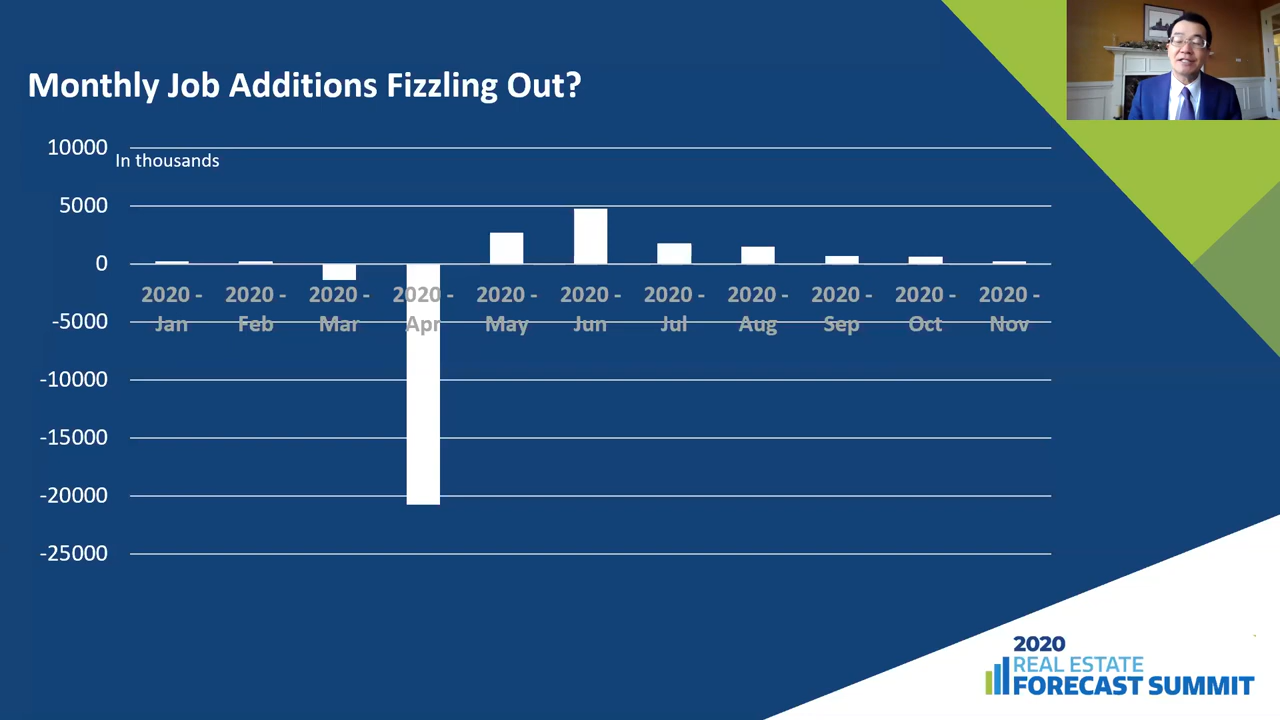 Monthly Job Additions Fizzling Out?
10000
In thousands
5000
0
2020 - 2020 - 2020 - 2020 - 2020 - 2020 - 2020 - 2020 - 2020 - 2020 - 2020 -
Jan Feb Mar Apr May Jun Jul Aug Sep Oct Nov
-5000
-10000
-15000
-20000
-25000
2020
REAL ESTATE
FORECAST SUMMIT